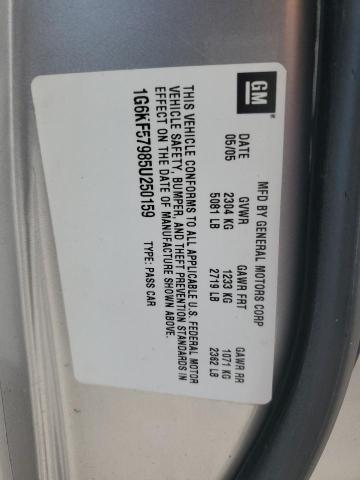 GM
MFD BY GENERAL MOTORS CORP
DATE GVWR GAWR FRT GAWR RR
05/05 2304 KG 1233 KG 1071 KG
5081 LB 2719 LB 2362 LB
THIS VEHICLE CONFORMS TO ALL APPLICABLE U.S. FEDERAL MOTOR
VEHICLE SAFETY, BUMPER, AND THEFT PREVENTION STANDARDS IN
EFFECT ON THE DATE OF MANUFACTURE SHOWN ABOVE.
1G6KF57985U250159 TYPE: PASS CAR